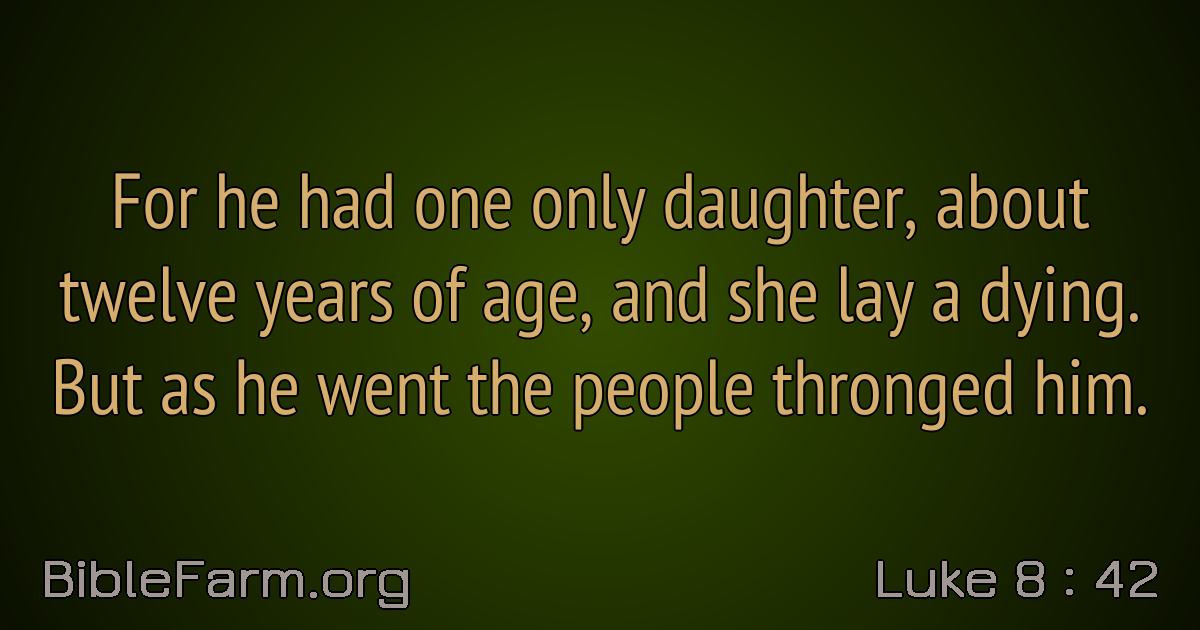 For he had one only daughter, about
twelve years of age, and she lay a dying.
But as he went the people thronged him.
BibleFarm.org
Luke 8 : 42